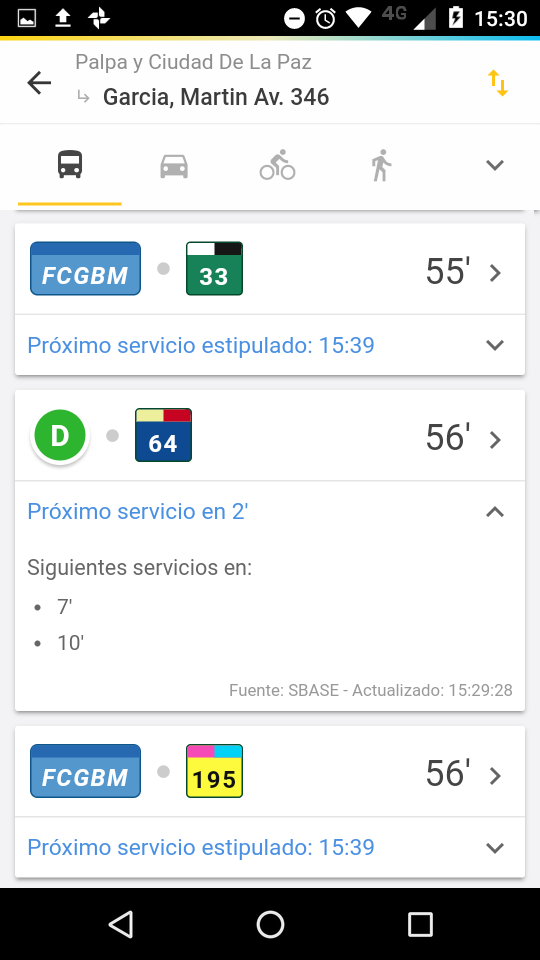 4G 15:30
Palpa y Ciudad De La Paz
Garcia, Martin Av. 346
FCGBM 33 55'
Próximo servicio estipulado: 15:39
D 64 56'
Próximo servicio en 2'
Siguientes servicios en:
• 7'
• 10'
Fuente: SBASE - Actualizado: 15:29:28
FCGBM 195 56'
Próximo servicio estipulado: 15:39